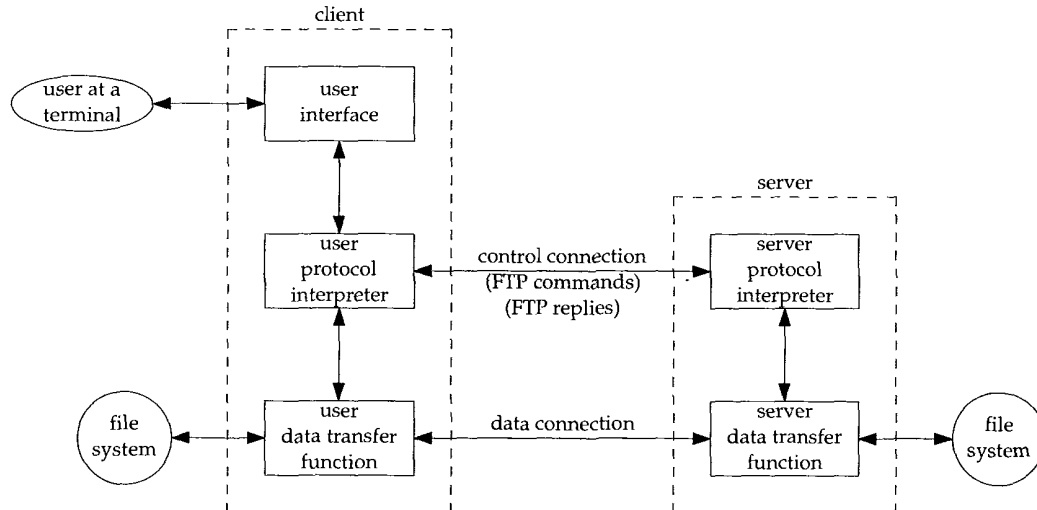 client
user at a
terminal
user
interface
server
user
protocol
interpreter
control connection
(FTP commands)
(FTP replies)
server
protocol
interpreter
file
system
user
data transfer
function
data connection
server
data transfer
function
file
system